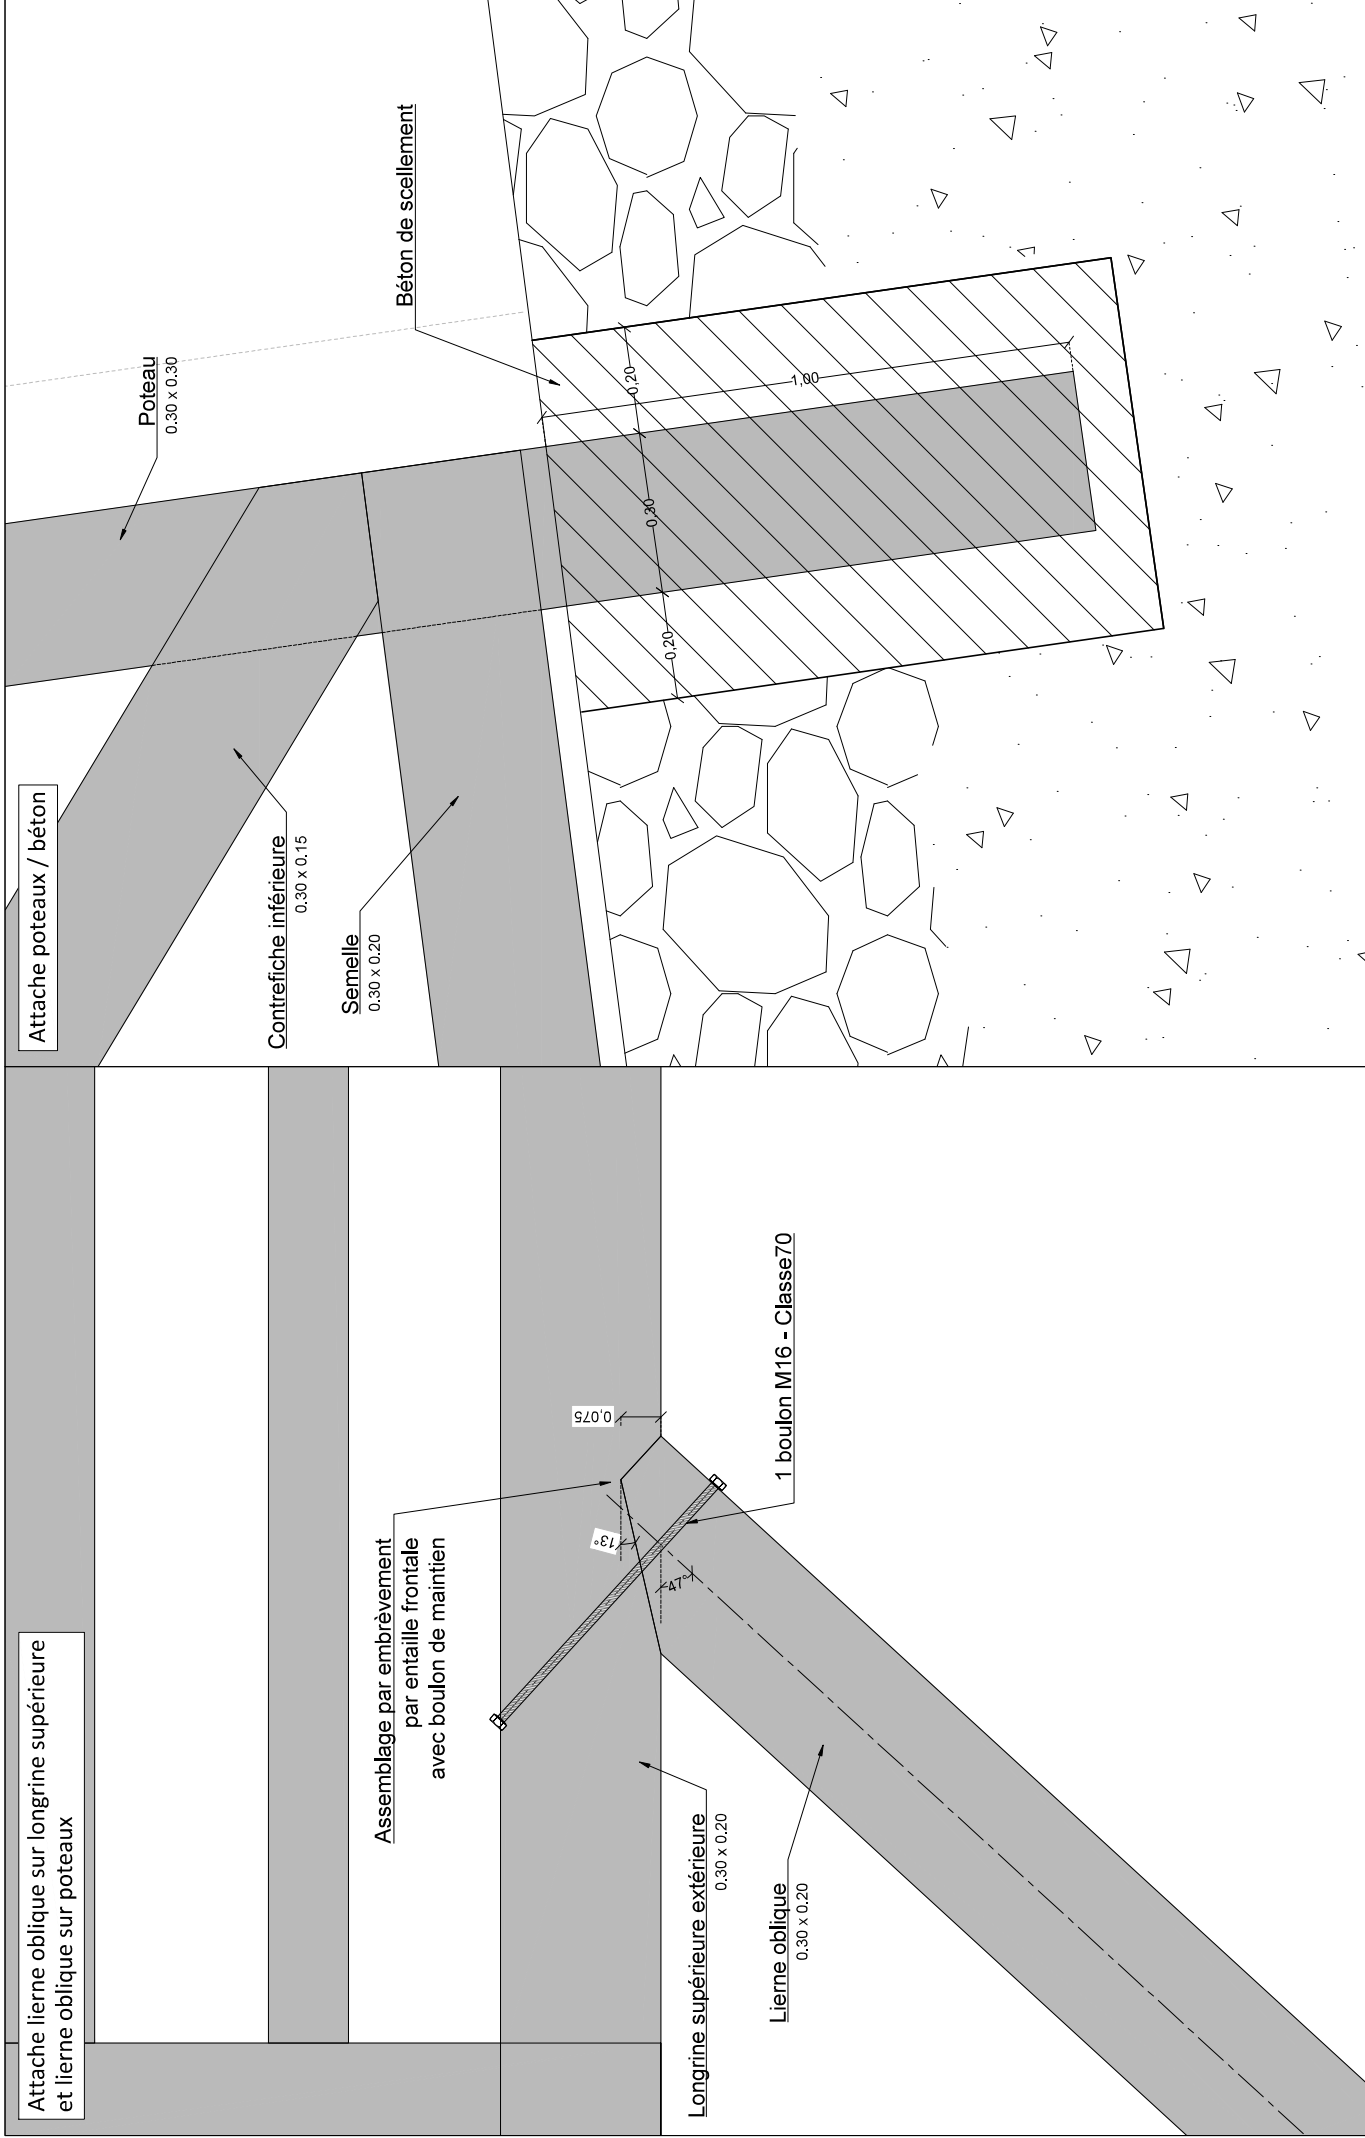 Attache lierne oblique sur longrine supérieure
et lierne oblique sur poteaux
Assemblage par embrèvement
par entaille frontale
avec boulon de maintien
0,075
13°
47°
1 boulon M16 - Classe70
Longrine supérieure extérieure
0.30 x 0.20
Lierne oblique
0.30 x 0.20
Attache poteaux / béton
Poteau
0.30 x 0.30
Contrefiche inférieure
0.30 x 0.15
Semelle
0.30 x 0.20
Béton de scellement
0,20
0,30
0,20
1,00